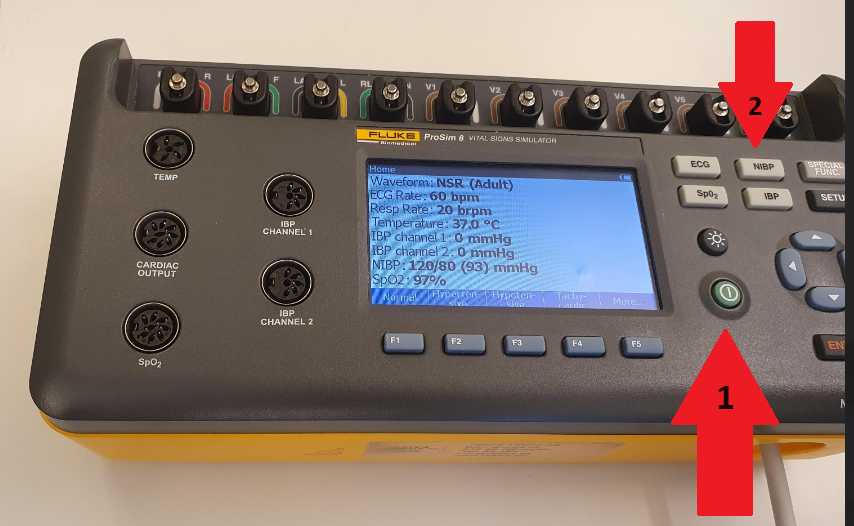 R L F LA L RL N V1 V2 V3 V4 V5
2
FLUKE ProSim 8 VITAL SIGNS SIMULATOR
Biomedical
TEMP
IBP
CHANNEL 1
CARDIAC
OUTPUT
IBP
CHANNEL 2
SpO2
Home
Waveform: NSR (Adult)
ECG Rate: 60 bpm
Resp Rate: 20 brpm
Temperature: 37.0 °C
IBP channel 1: 0 mmHg
IBP channel 2: 0 mmHg
NIBP: 120/80 (93) mmHg
SpO2: 97%
Normal Hyperten- Hypoten- Tachy- More...
sive sive cardic
F1 F2 F3 F4 F5
ECG NIBP SPECIAL
FUNC.
SpO2 IBP SETU
ENT
1